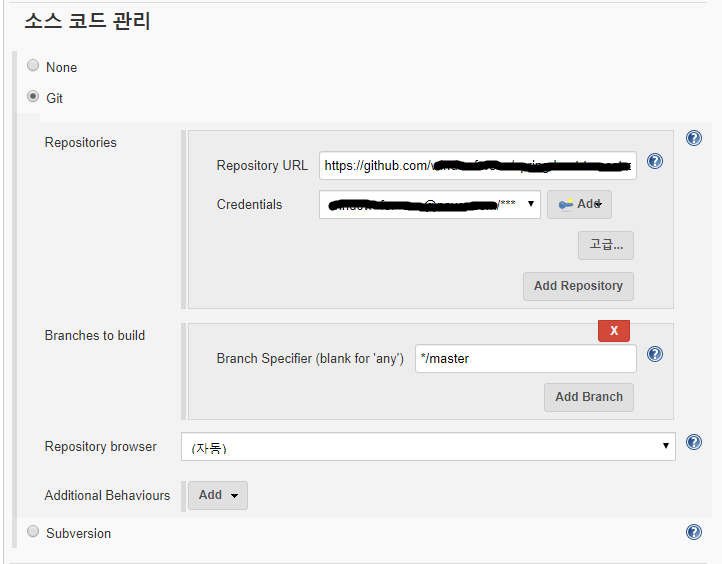 소스 코드 관리
None
Git
Repositories
Repository URL https://github.com/
Credentials /***
Add
고급...
Add Repository
Branches to build
X
Branch Specifier (blank for 'any') */master
Add Branch
Repository browser (자동)
Additional Behaviours Add
Subversion